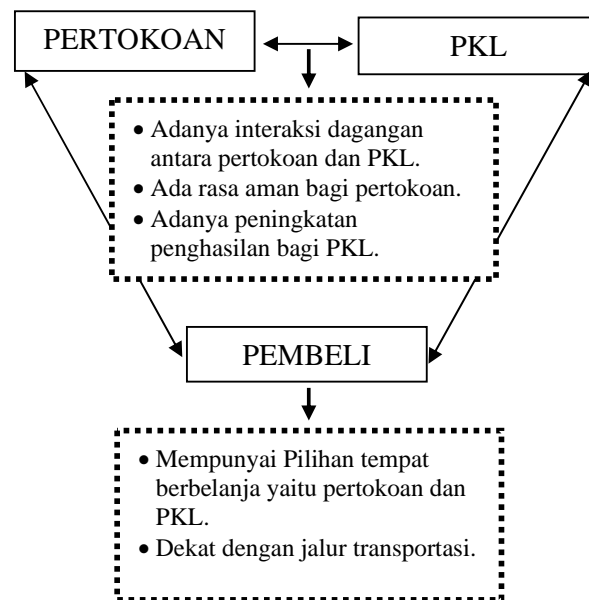 PERTOKOAN
PKL
• Adanya interaksi dagangan
antara pertokoan dan PKL.
• Ada rasa aman bagi pertokoan.
• Adanya peningkatan
penghasilan bagi PKL.
PEMBELI
• Mempunyai Pilihan tempat
berbelanja yaitu pertokoan dan
PKL.
• Dekat dengan jalur transportasi.